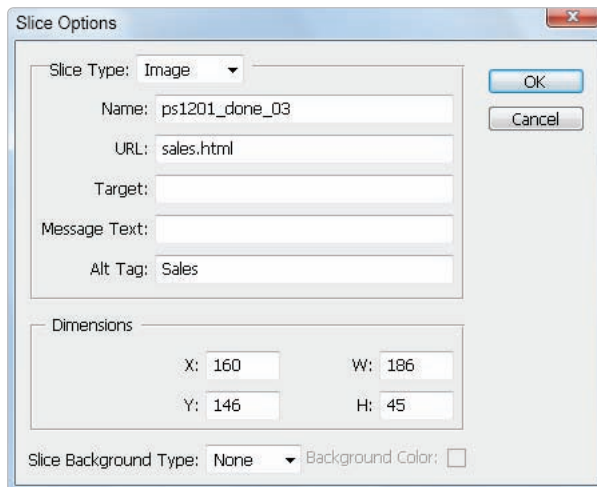 Slice Options
Slice Type: Image
OK
Name: ps1201_done_03
Cancel
URL: sales.html
Target:
Message Text:
Alt Tag: Sales
Dimensions
X: 160 W: 186
Y: 146 H: 45
Slice Background Type: None Background Color: